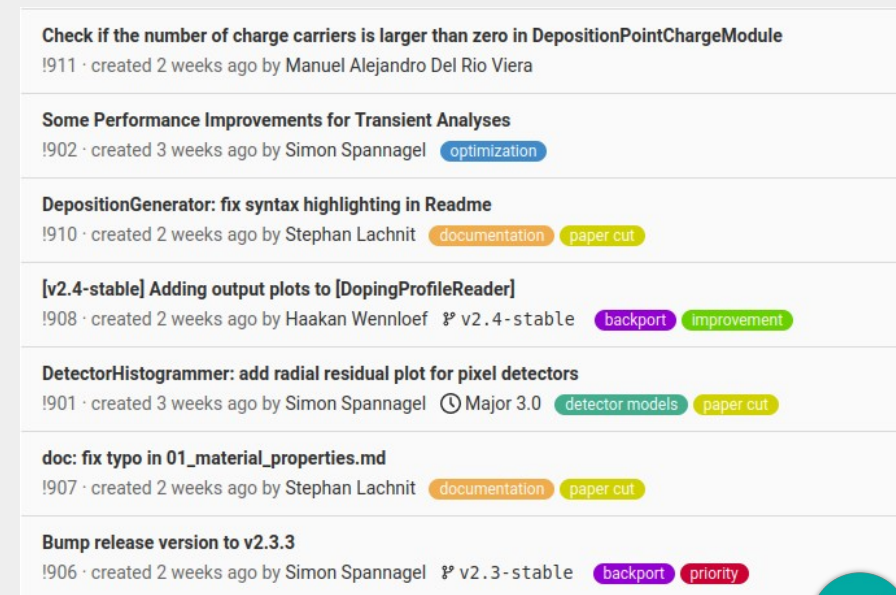 Check if the number of charge carriers is larger than zero in DepositionPointChargeModule
!911 · created 2 weeks ago by Manuel Alejandro Del Rio Viera
Some Performance Improvements for Transient Analyses
!902 · created 3 weeks ago by Simon Spannagel optimization
DepositionGenerator: fix syntax highlighting in Readme
!910 · created 2 weeks ago by Stephan Lachnit documentation paper cut
[v2.4-stable] Adding output plots to [DopingProfileReader]
!908 · created 2 weeks ago by Haakan Wennloef v2.4-stable backport improvement
DetectorHistogrammer: add radial residual plot for pixel detectors
!901 · created 3 weeks ago by Simon Spannagel Major 3.0 detector models paper cut
doc: fix typo in 01_material_properties.md
!907 · created 2 weeks ago by Stephan Lachnit documentation paper cut
Bump release version to v2.3.3
!906 · created 2 weeks ago by Simon Spannagel v2.3-stable backport priority